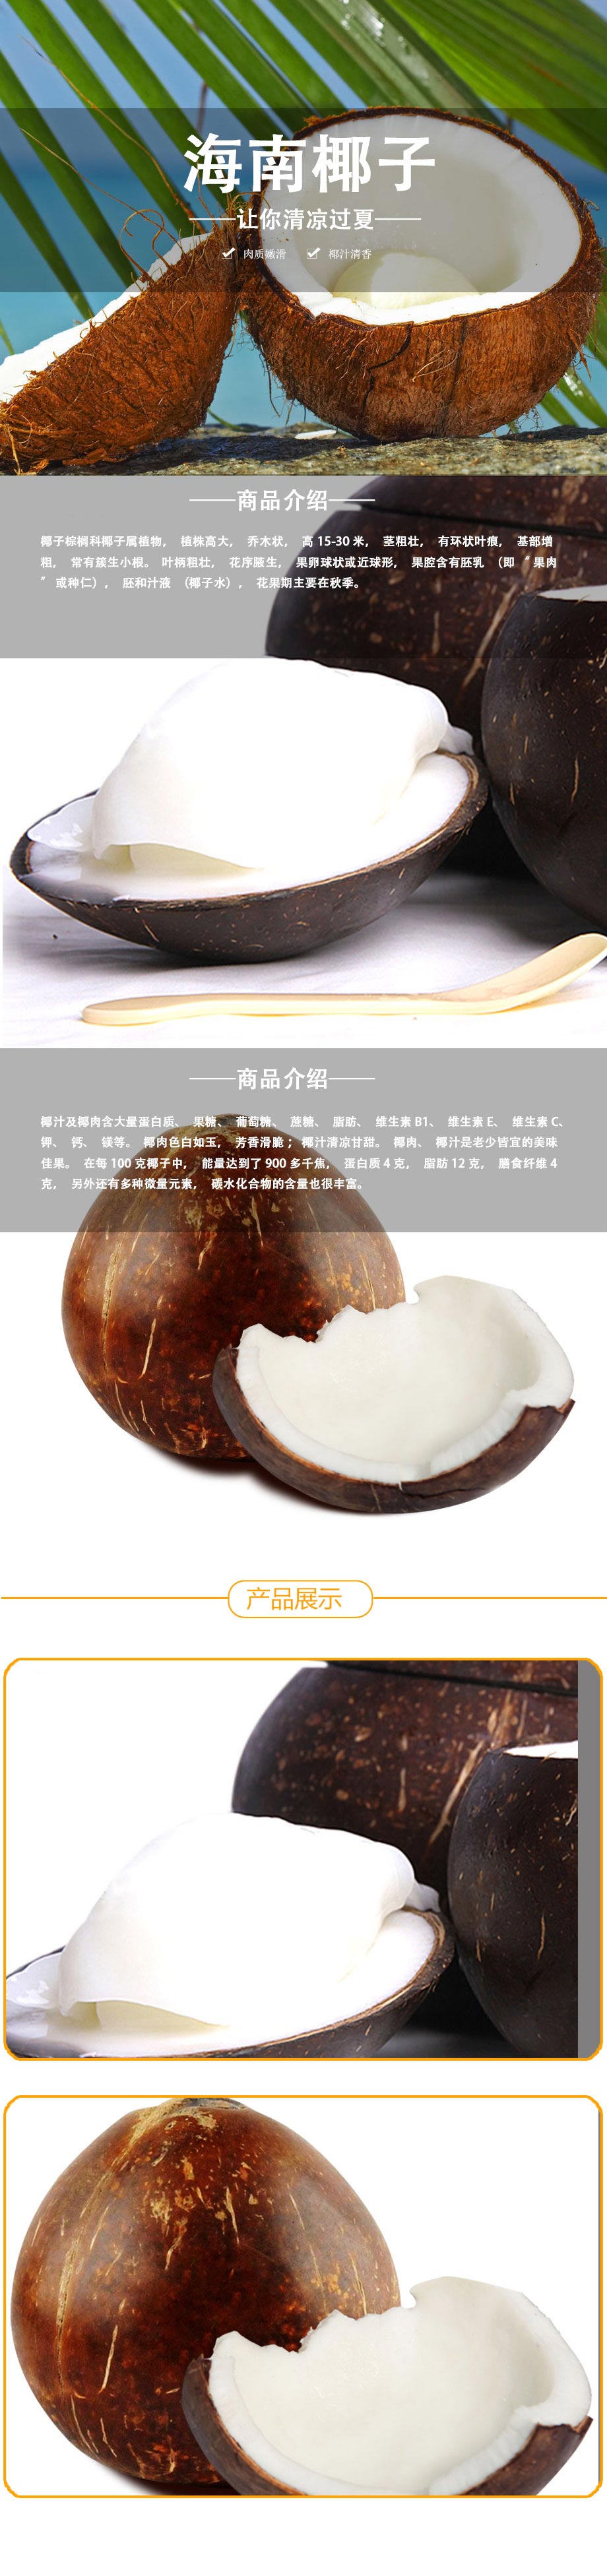 海南椰子
让你清凉过夏
肉质嫩滑 椰汁清香
商品介绍
椰子棕榈科椰子属植物， 植株高大， 乔木状， 高 15-30 米， 茎粗壮， 有环状叶痕， 基部增
粗， 常有簇生小根。 叶柄粗壮， 花序腋生， 果卵球状或近球形， 果腔含有胚乳 （即 “ 果肉
” 或种仁）， 胚和汁液 （椰子水）， 花果期主要在秋季。
商品介绍
椰汁及椰肉含大量蛋白质、 果糖、 葡萄糖、 蔗糖、 脂肪、 维生素 B1、 维生素 E、 维生素 C、
钾、 钙、 镁等。 椰肉色白如玉， 芳香滑脆 ； 椰汁清凉甘甜。 椰肉、 椰汁是老少皆宜的美味
佳果。 在每 100 克椰子中， 能量达到了 900 多千焦， 蛋白质 4 克， 脂肪 12 克， 膳食纤维 4
克， 另外还有多种微量元素， 碳水化合物的含量也很丰富。
产品展示